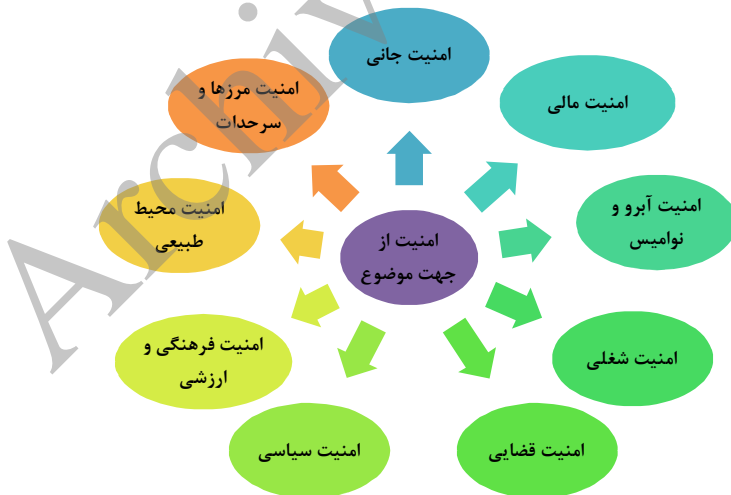 امنیت جانی
امنیت مالی
امنیت آبرو و
نوامیس
امنیت شغلی
امنیت قضایی
امنیت سیاسی
امنیت فرهنگی و
ارزشی
امنیت محیط
طبیعی
امنیت مرزها و
سرحدات
امنیت از
جهت موضوع
Archiv